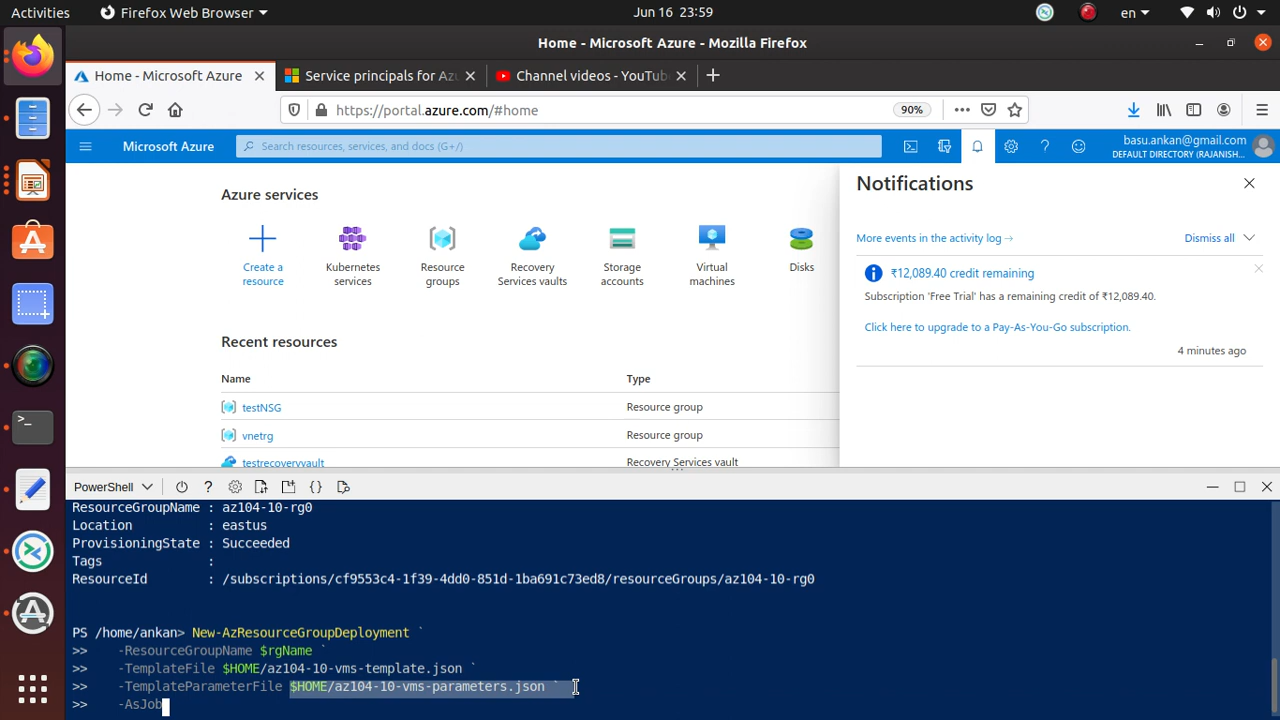 Activities
Firefox Web Browser
Jun 16 23:59
en
Home - Microsoft Azure - Mozilla Firefox
Home - Microsoft Azure
Service principals for Az
Channel videos - YouTub
https://portal.azure.com/#home
90%
Microsoft Azure
Search resources, services, and docs (G+/)
basu.ankan@gmail.com
DEFAULT DIRECTORY (RAJANISH...
Azure services
Create a
resource
Kubernetes
services
Resource
groups
Recovery
Services vaults
Storage
accounts
Virtual
machines
Disks
Recent resources
Name
Type
testNSG
Resource group
vnetrg
Resource group
testrecoveryvault
Recovery Services vault
Notifications
More events in the activity log →
Dismiss all
₹12,089.40 credit remaining
Subscription 'Free Trial' has a remaining credit of ₹12,089.40.
Click here to upgrade to a Pay-As-You-Go subscription.
4 minutes ago
PowerShell
ResourceGroupName : az104-10-rg0
Location : eastus
ProvisioningState : Succeeded
Tags :
ResourceId : /subscriptions/cf9553c4-1f39-4dd0-851d-1ba691c73ed8/resourceGroups/az104-10-rg0
PS /home/ankan> New-AzResourceGroupDeployment `
>> -ResourceGroupName $rgName `
>> -TemplateFile $HOME/az104-10-vms-template.json `
>> -TemplateParameterFile $HOME/az104-10-vms-parameters.json `
>> -AsJob